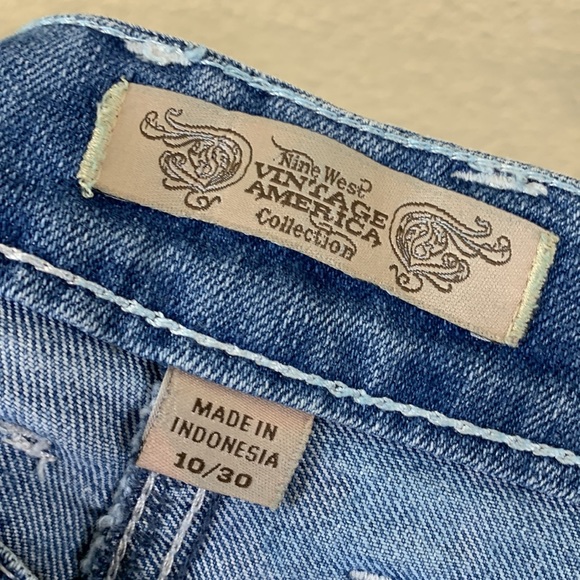 Nine West
VINTAGE
AMERICA
Collection
MADE IN
INDONESIA
10/30